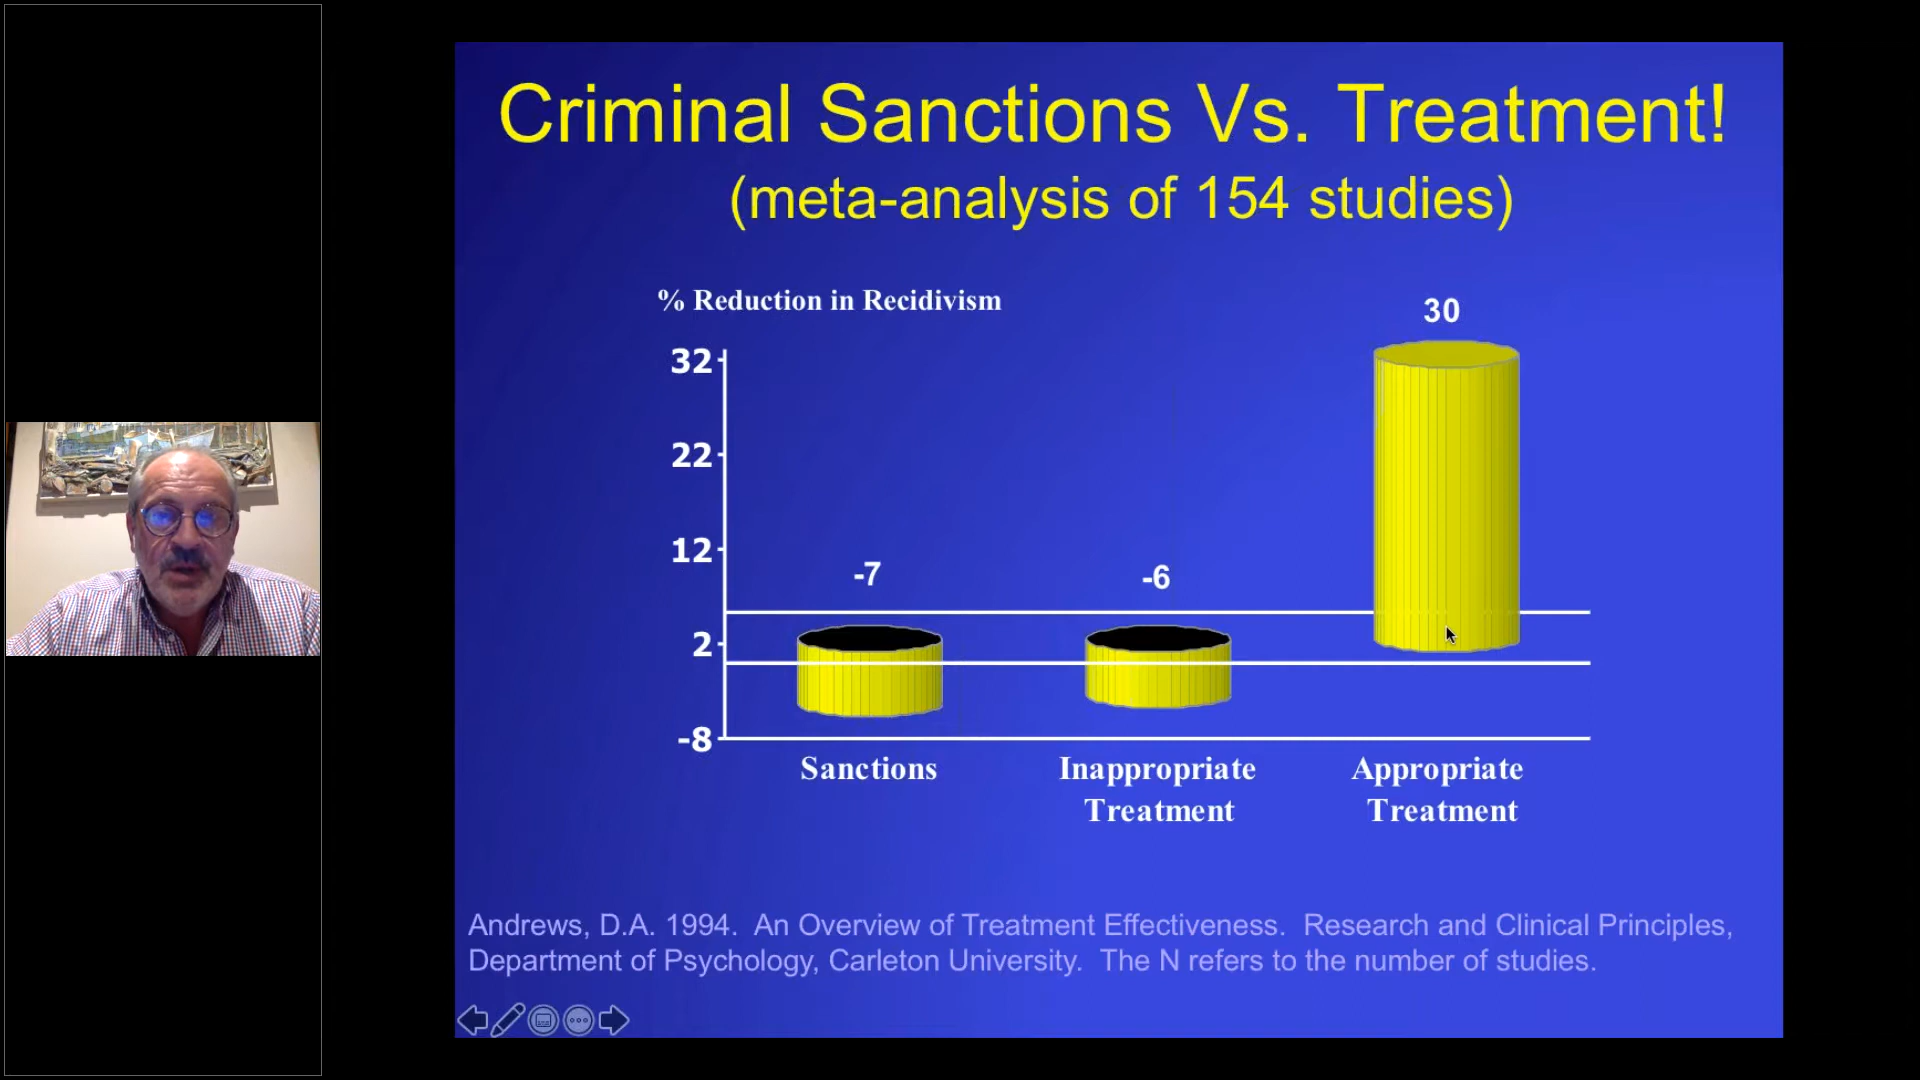 Criminal Sanctions Vs. Treatment!
(meta-analysis of 154 studies)
% Reduction in Recidivism
30
32
22
12
-7
-6
2
-8
Sanctions
Inappropriate
Treatment
Appropriate
Treatment
Andrews, D.A. 1994. An Overview of Treatment Effectiveness. Research and Clinical Principles,
Department of Psychology, Carleton University. The N refers to the number of studies.